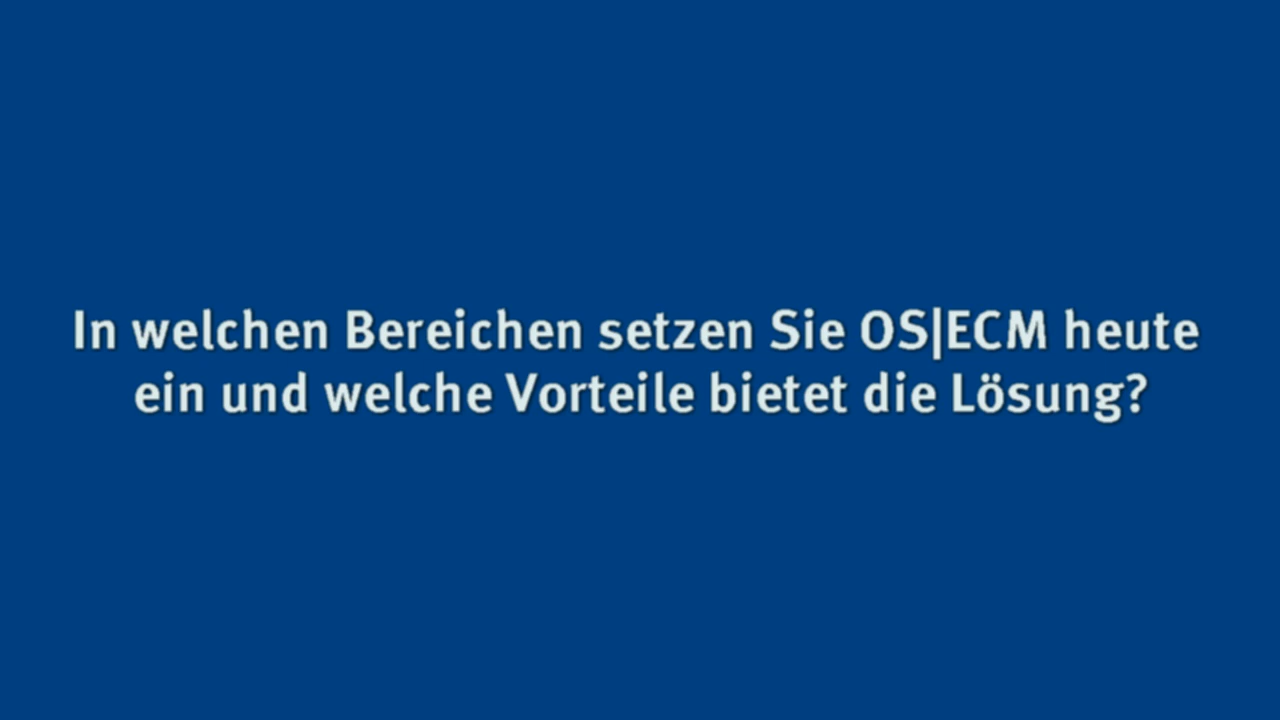 In welchen Bereichen setzen Sie OS|ECM heute
ein und welche Vorteile bietet die Lösung?